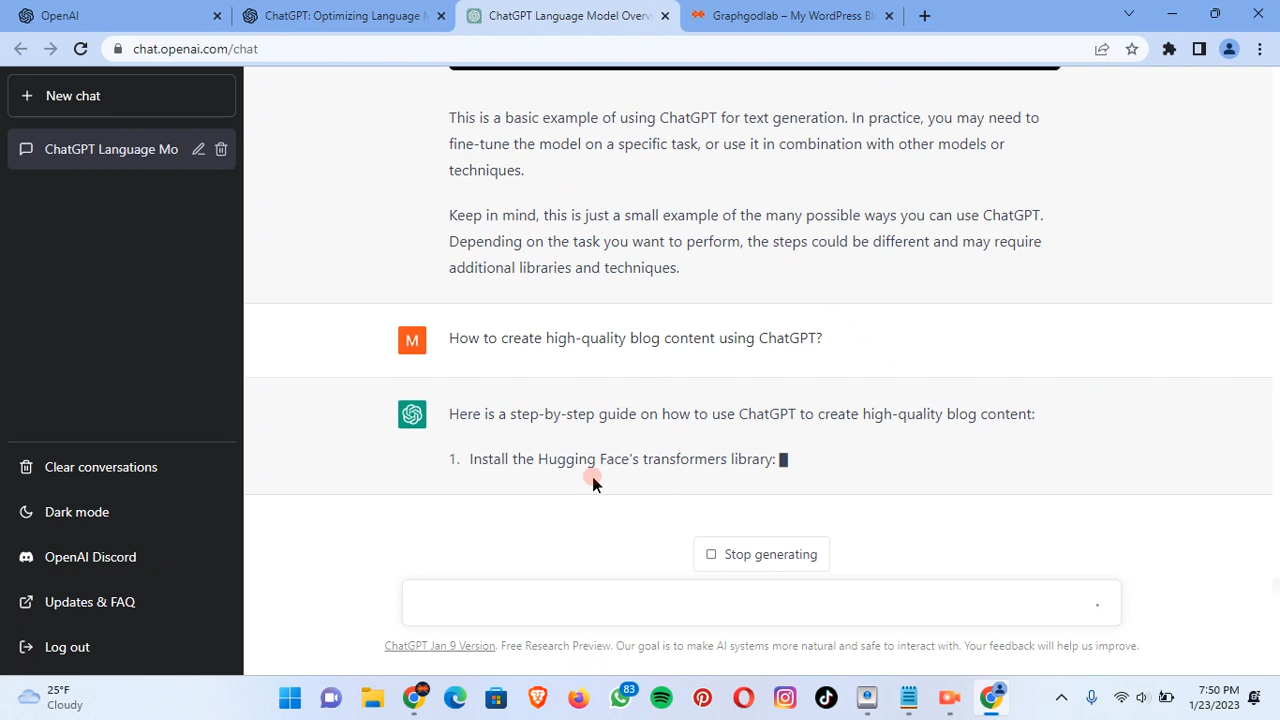 OpenAI
ChatGPT: Optimizing Language M
ChatGPT Language Model Overv
Graphgodlab – My WordPress Bl
chat.openai.com/chat
New chat
ChatGPT Language Mo
This is a basic example of using ChatGPT for text generation. In practice, you may need to
fine-tune the model on a specific task, or use it in combination with other models or
techniques.
Keep in mind, this is just a small example of the many possible ways you can use ChatGPT.
Depending on the task you want to perform, the steps could be different and may require
additional libraries and techniques.
M
How to create high-quality blog content using ChatGPT?
Here is a step-by-step guide on how to use ChatGPT to create high-quality blog content:
1. Install the Hugging Face's transformers library:
Clear conversations
Dark mode
OpenAI Discord
Updates & FAQ
Log out
Stop generating
ChatGPT Jan 9 Version. Free Research Preview. Our goal is to make AI systems more natural and safe to interact with. Your feedback will help us improve.
25°F
Cloudy
83
7:50 PM
1/23/2023